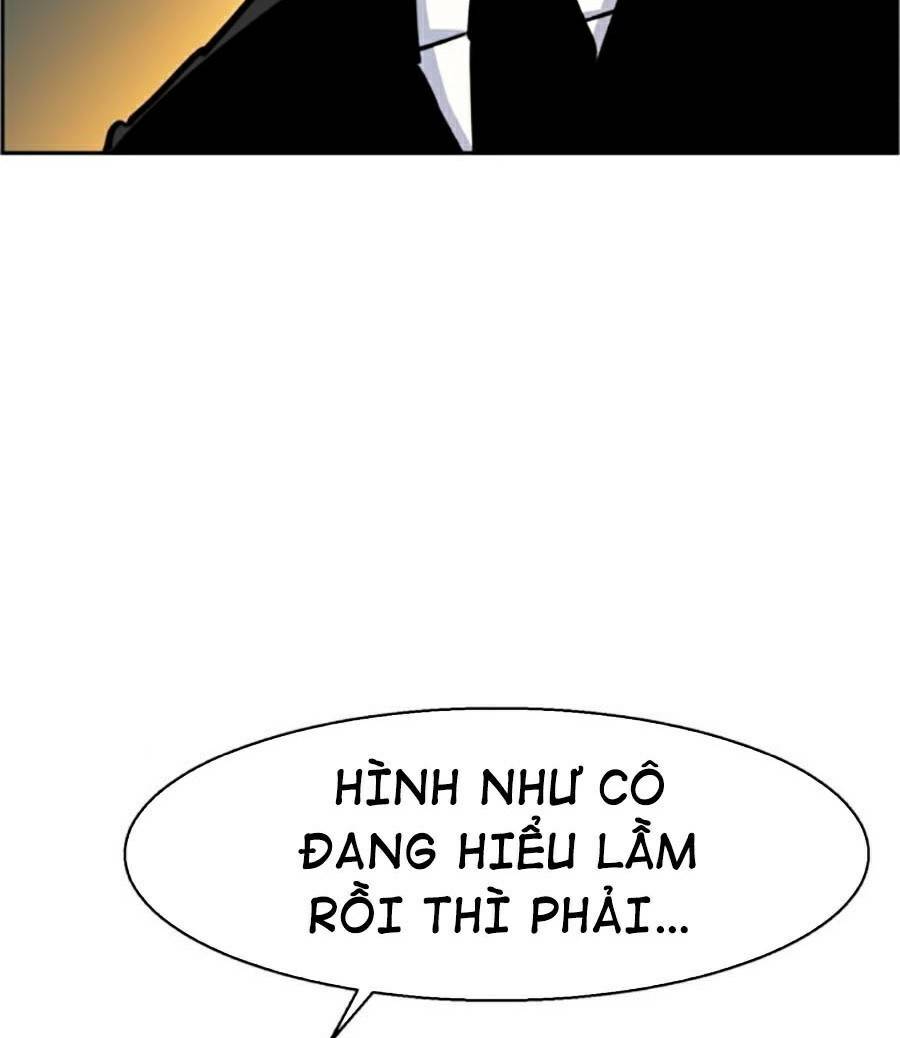 HÌNH NHƯ CÔ
ĐANG HIỂU LẦM
RỒI THÌ PHẢI...